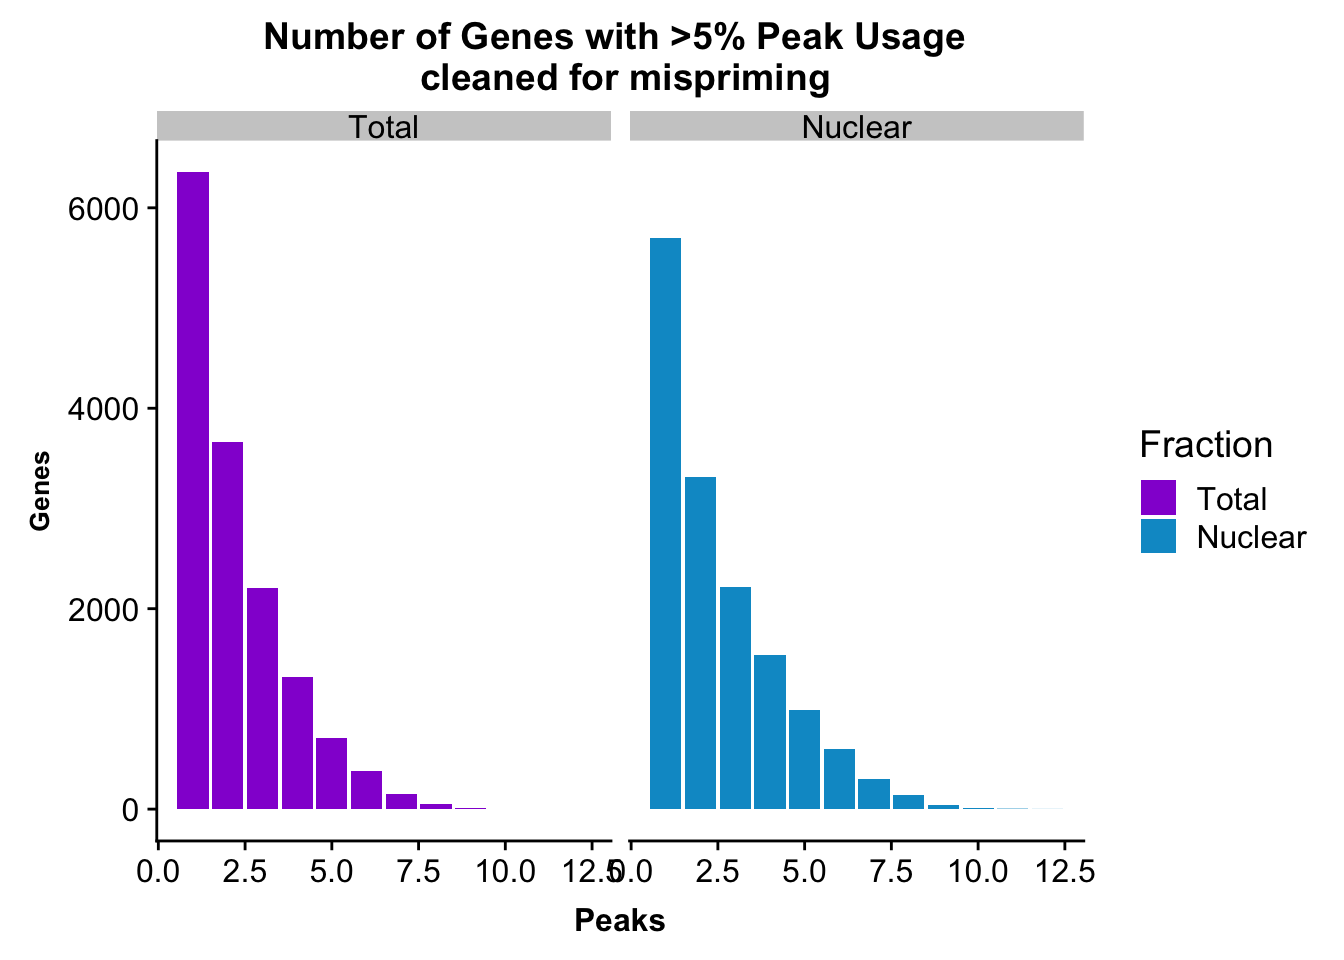 Number of Genes with >5% Peak Usage
cleaned for mispriming
Total
Nuclear
6000
4000
2000
0
Genes
0.0 2.5 5.0 7.5 10.0 12.5
0.0 2.5 5.0 7.5 10.0 12.5
Peaks
Fraction
Total
Nuclear